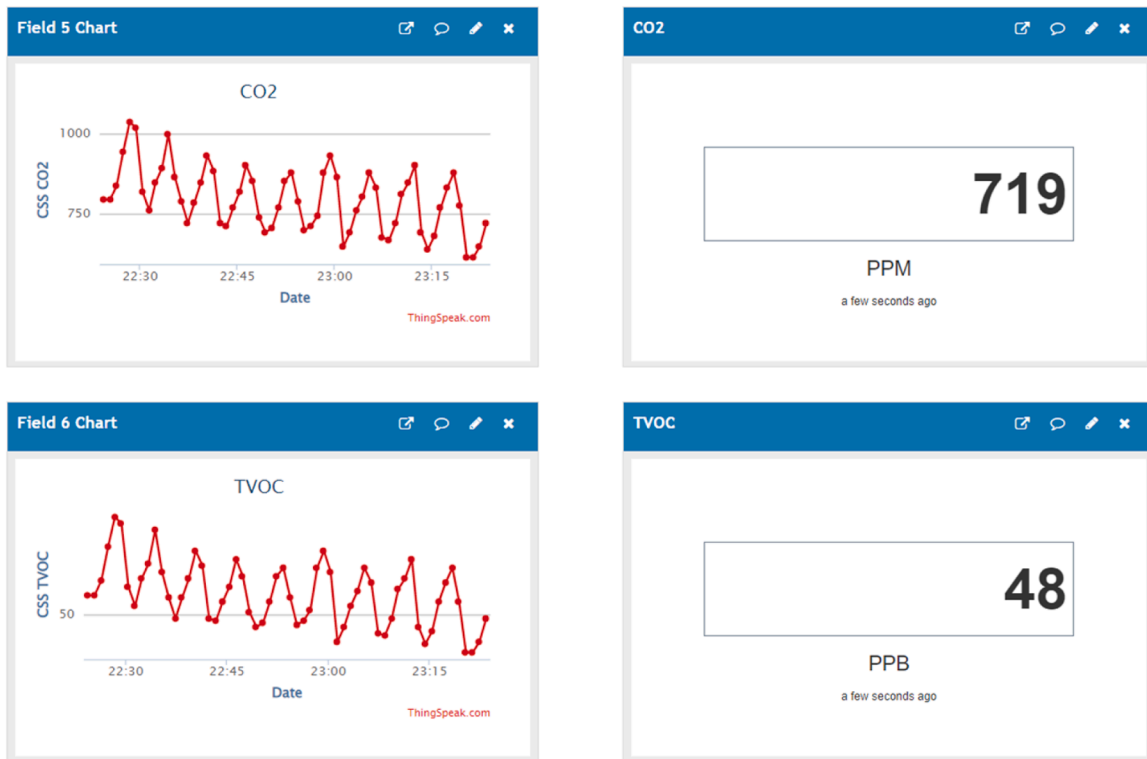 Field 5 Chart
CO2
1000
750
CSS CO2
22:30 22:45 23:00 23:15
Date
ThingSpeak.com
CO2
719
PPM
a few seconds ago
Field 6 Chart
TVOC
50
CSS TVOC
22:30 22:45 23:00 23:15
Date
ThingSpeak.com
TVOC
48
PPB
a few seconds ago